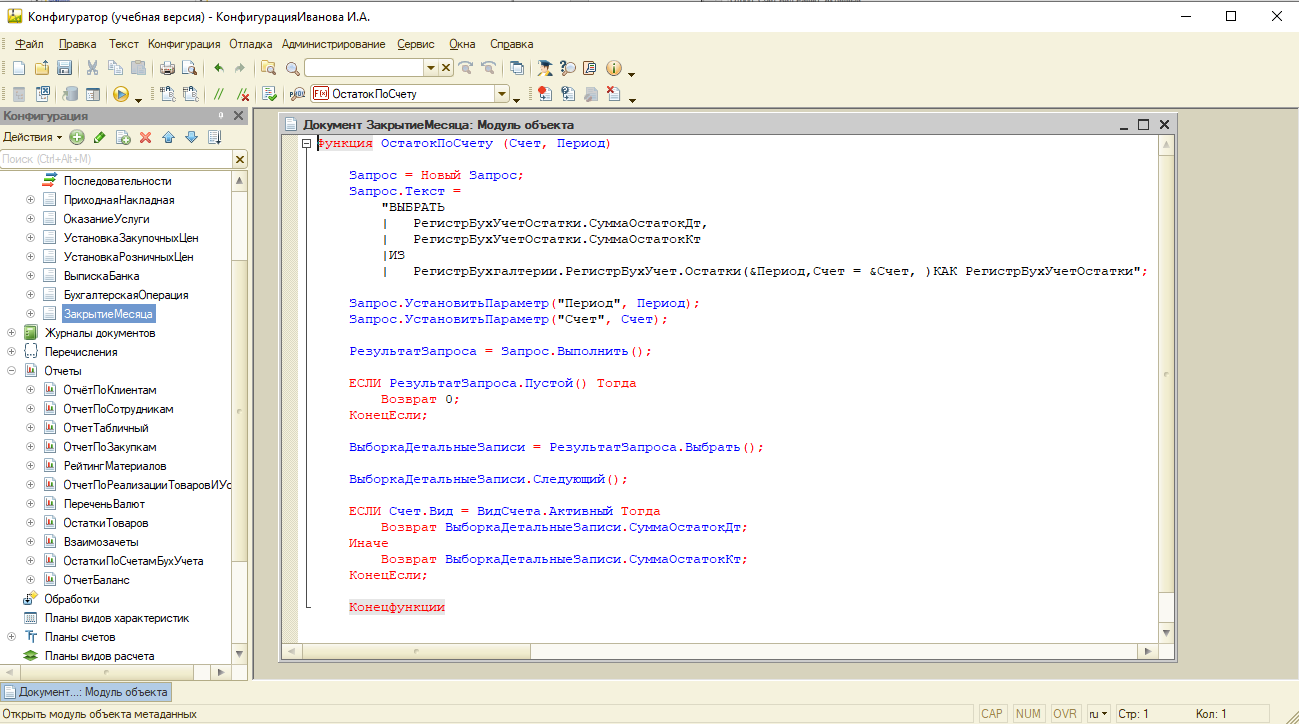 Конфигуратор (учебная версия) - КонфигурацияИванова И.А.
Файл Правка Текст Конфигурация Отладка Администрирование Сервис Окна Справка
ОстатокПоСчету
Конфигурация
Действия
Поиск (Ctrl+Alt+M)
Последовательности
ПриходнаяНакладная
ОказаниеУслуги
УстановкаЗакупочныхЦен
УстановкаРозничныхЦен
ВыпискаБанка
БухгалтерскаяОперация
ЗакрытиеМесяца
Журналы документов
Перечисления
Отчеты
ОтчётПоКлиентам
ОтчетПоСотрудникам
ОтчетТабличный
ОтчетПоЗакупкам
РейтингМатериалов
ОтчетПоРеализацииТоваровИУс
ПереченьВалют
ОстаткиТоваров
Взаимозачеты
ОстаткиПоСчетамБухУчета
ОтчетБаланс
Обработки
Планы видов характеристик
Планы счетов
Планы видов расчета
Документ ЗакрытиеМесяца: Модуль объекта
Функция ОстатокПоСчету (Счет, Период)
Запрос = Новый Запрос;
Запрос.Текст =
"ВЫБРАТЬ
| РегистрБухУчетОстатки.СуммаОстатокДт,
| РегистрБухУчетОстатки.СуммаОстатокКт
|ИЗ
| РегистрБухгалтерии.РегистрБухУчет.Остатки(&Период,Счет = &Счет, )КАК РегистрБухУчетОстатки";
Запрос.УстановитьПараметр("Период", Период);
Запрос.УстановитьПараметр("Счет", Счет);
РезультатЗапроса = Запрос.Выполнить();
ЕСЛИ РезультатЗапроса.Пустой() Тогда
Возврат 0;
КонецЕсли;
ВыборкаДетальныеЗаписи = РезультатЗапроса.Выбрать();
ВыборкаДетальныеЗаписи.Следующий();
ЕСЛИ Счет.Вид = ВидСчета.Активный Тогда
Возврат ВыборкаДетальныеЗаписи.СуммаОстатокДт;
Иначе
Возврат ВыборкаДетальныеЗаписи.СуммаОстатокКт;
КонецЕсли;
Конецфункции
Документ...: Модуль объекта
Открыть модуль объекта метаданных
CAP NUM OVR ru Стр: 1 Кол: 1